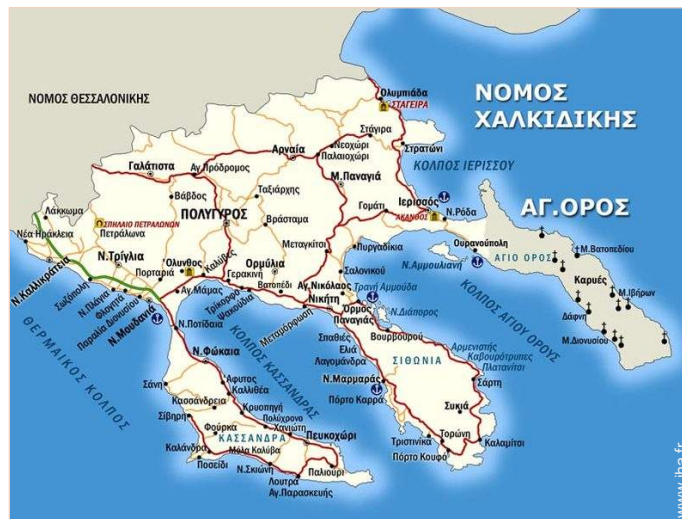 Ολυμπιάδα
ΣΤΑΓΕΙΡΑ
ΝΟΜΟΣ
ΧΑΛΚΙΔΙΚΗΣ
ΝΟΜΟΣ ΘΕΣΣΑΛΟΝΙΚΗΣ
Στάγιρα
Στρατώνι
Νεοχώρι
Παλαιοχώρι
Αρναία
ΚΟΛΠΟΣ ΙΕΡΙΣΣΟΥ
Γαλάτιστα
Αγ.Πρόδρομος
Μ.Παναγιά
Ταξιάρχης
Βάβδος
Ιερισσός
ΑΓ.ΟΡΟΣ
Λάκκωμα
ΠΟΛΥΓΥΡΟΣ
Γομάτι
ΑΚΑΝΘΟΣ
Ν.Ρόδα
ΣΠΗΛΑΙΟ ΠΕΤΡΑΛΩΝΩΝ
Βράσταμα
Νέα Ηράκλεια
Πετράλωνα
Μεταγκίτσι
Πυργαδίκια
Ουρανούπολη
Μ.Βατοπεδίου
Ν.Τρίγλια
Όλυνθος
Καλύβες
Ορμύλια
Ν.Αμμουλιανή
ΑΓΙΟ ΟΡΟΣ
Ν.Καλλικράτεια
Πορταριά
Γερακινή
Σαλονικού
Καρυές
Σωζόπολη
Αγ.Μάμας
Βατοπέδι
Αγ.Νικόλαος
Τρανή Αμμούδα
Μ.Ιβήρων
Ν.Πλάγια
Φλογητά
Παραλία Διονυσίου
Τρίκορφο
Ψακούδια
Νικήτη
Ν.Διάπορος
Δάφνη
Ν.Μουδανιά
Μεταμόρφωση
Όρμος
Παναγιάς
ΚΟΛΠΟΣ ΑΓΙΟΥ ΟΡΟΥΣ
Ν.Ποτίδαια
ΚΟΛΠΟΣ ΚΑΣΣΑΝΔΡΑΣ
Βουρβουρού
Μ.Διονυσίου
ΘΕΡΜΑΙΚΟΣ ΚΟΛΠΟΣ
Σπαθιές
Ελιά
Λαγομάνδρα
Αρμενιστής
Καβουρότρυπες
Πλατανίτσι
Ν.Φώκαια
ΣΙΘΩΝΙΑ
Σάνη
Άφυτος
Ν.Μαρμαράς
Σάρτη
Καλλιθέα
Πόρτο Καρρά
Κασσάνδρεια
Σίβηρη
Κρυοπηγή
Συκιά
Πολύχρονο
Φούρκα
Χανιώτη
ΚΑΣΣΑΝΔΡΑ
Πευκοχώρι
Τριστινίκα
Τορώνη
Καλαμίτσι
Καλάνδρα
Μόλα Καλύβα
Πόρτο Κουφό
Ποσείδι
Ν.Σκιώνη
Παλιούρι
Λουτρά
Αγ.Παρασκευής
www.iha.fr